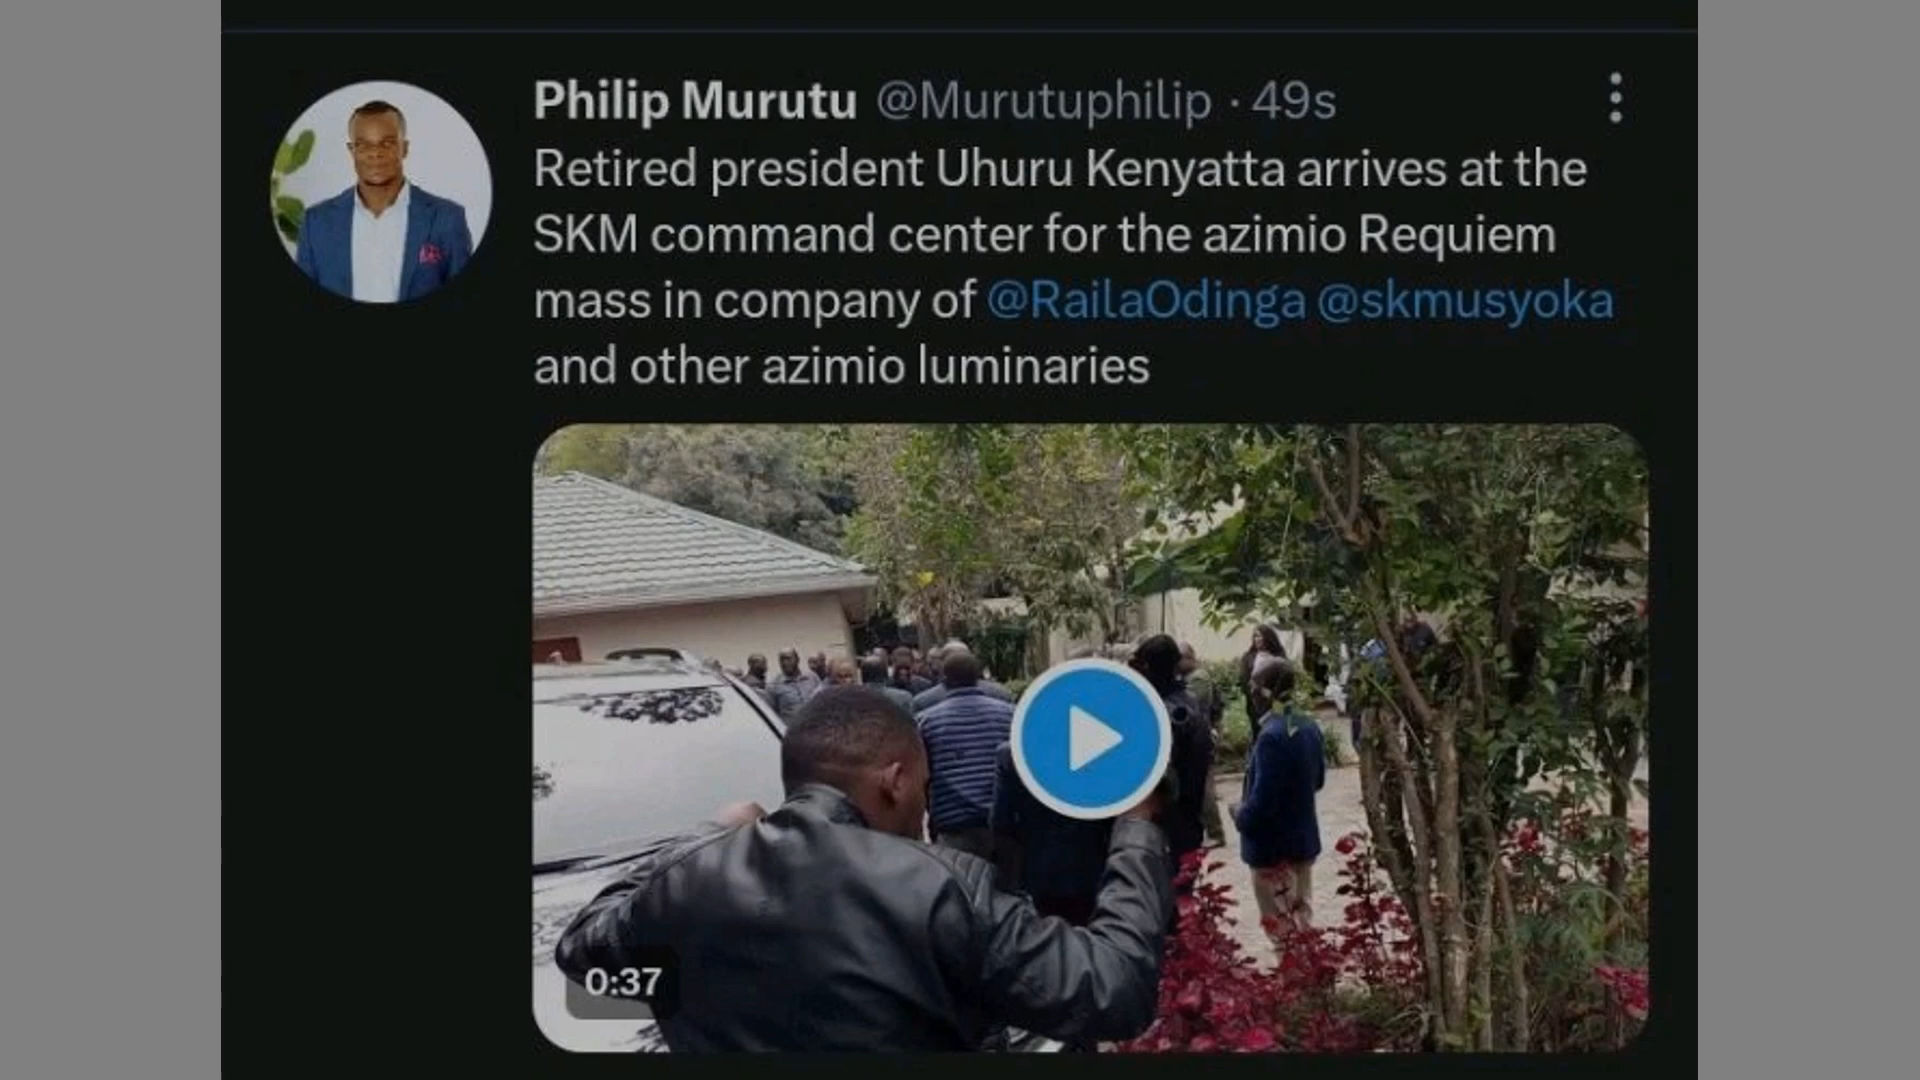 Philip Murutu @Murutuphilip · 49s
Retired president Uhuru Kenyatta arrives at the
SKM command center for the azimio Requiem
mass in company of @RailaOdinga @skmusyoka
and other azimio luminaries
0:37